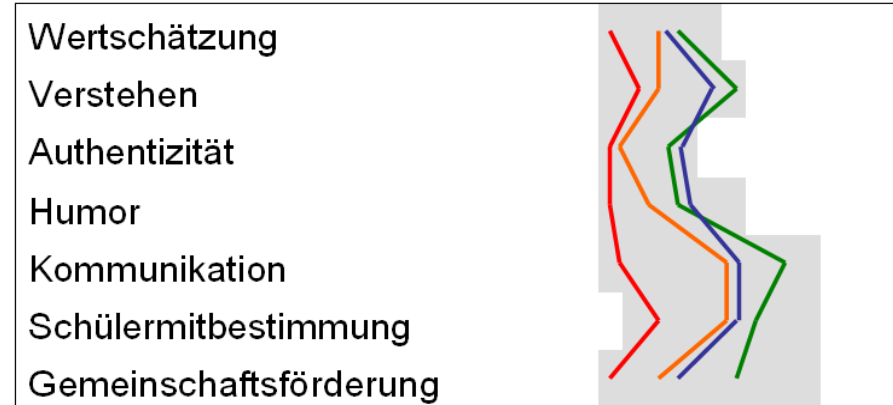 Wertschätzung
Verstehen
Authentizität
Humor
Kommunikation
Schülermitbestimmung
Gemeinschaftsförderung